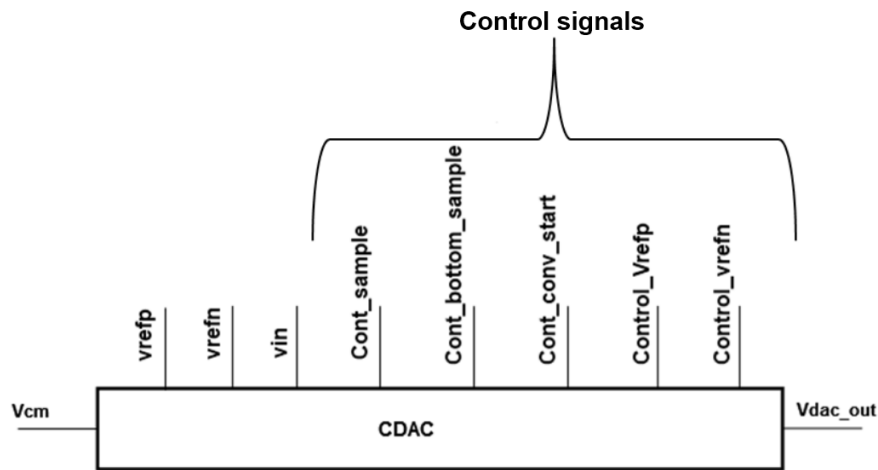 Control signals
vrefp
vrefn
vin
Cont_sample
Cont_bottom_sample
Cont_conv_start
Control_Vrefp
Control_vrefn
Vcm
CDAC
Vdac_out